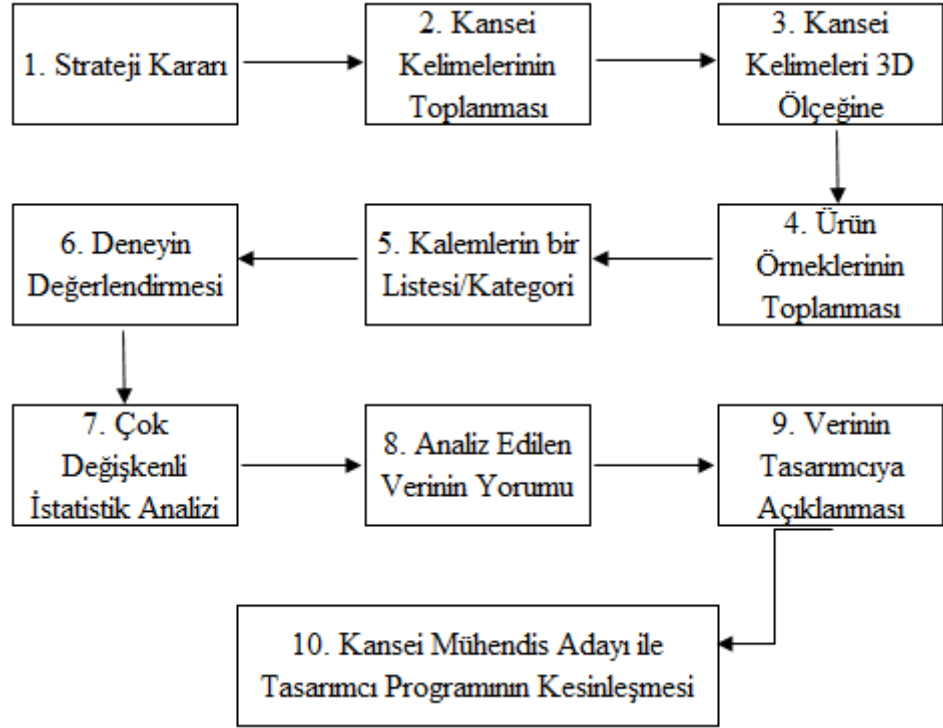 1. Strateji Kararı
2. Kansei
Kelimelerinin
Toplanması
3. Kansei
Kelimeleri 3D
Ölçeğine
4. Ürün
Örneklerinin
Toplanması
5. Kalemlerin bir
Listesi/Kategori
6. Deneyin
Değerlendirmesi
7. Çok
Değişkenli
İstatistik Analizi
8. Analiz Edilen
Verinin Yorumu
9. Verinin
Tasarımcıya
Açıklanması
10. Kansei Mühendis Adayı ile
Tasarımcı Programının Kesinleşmesi